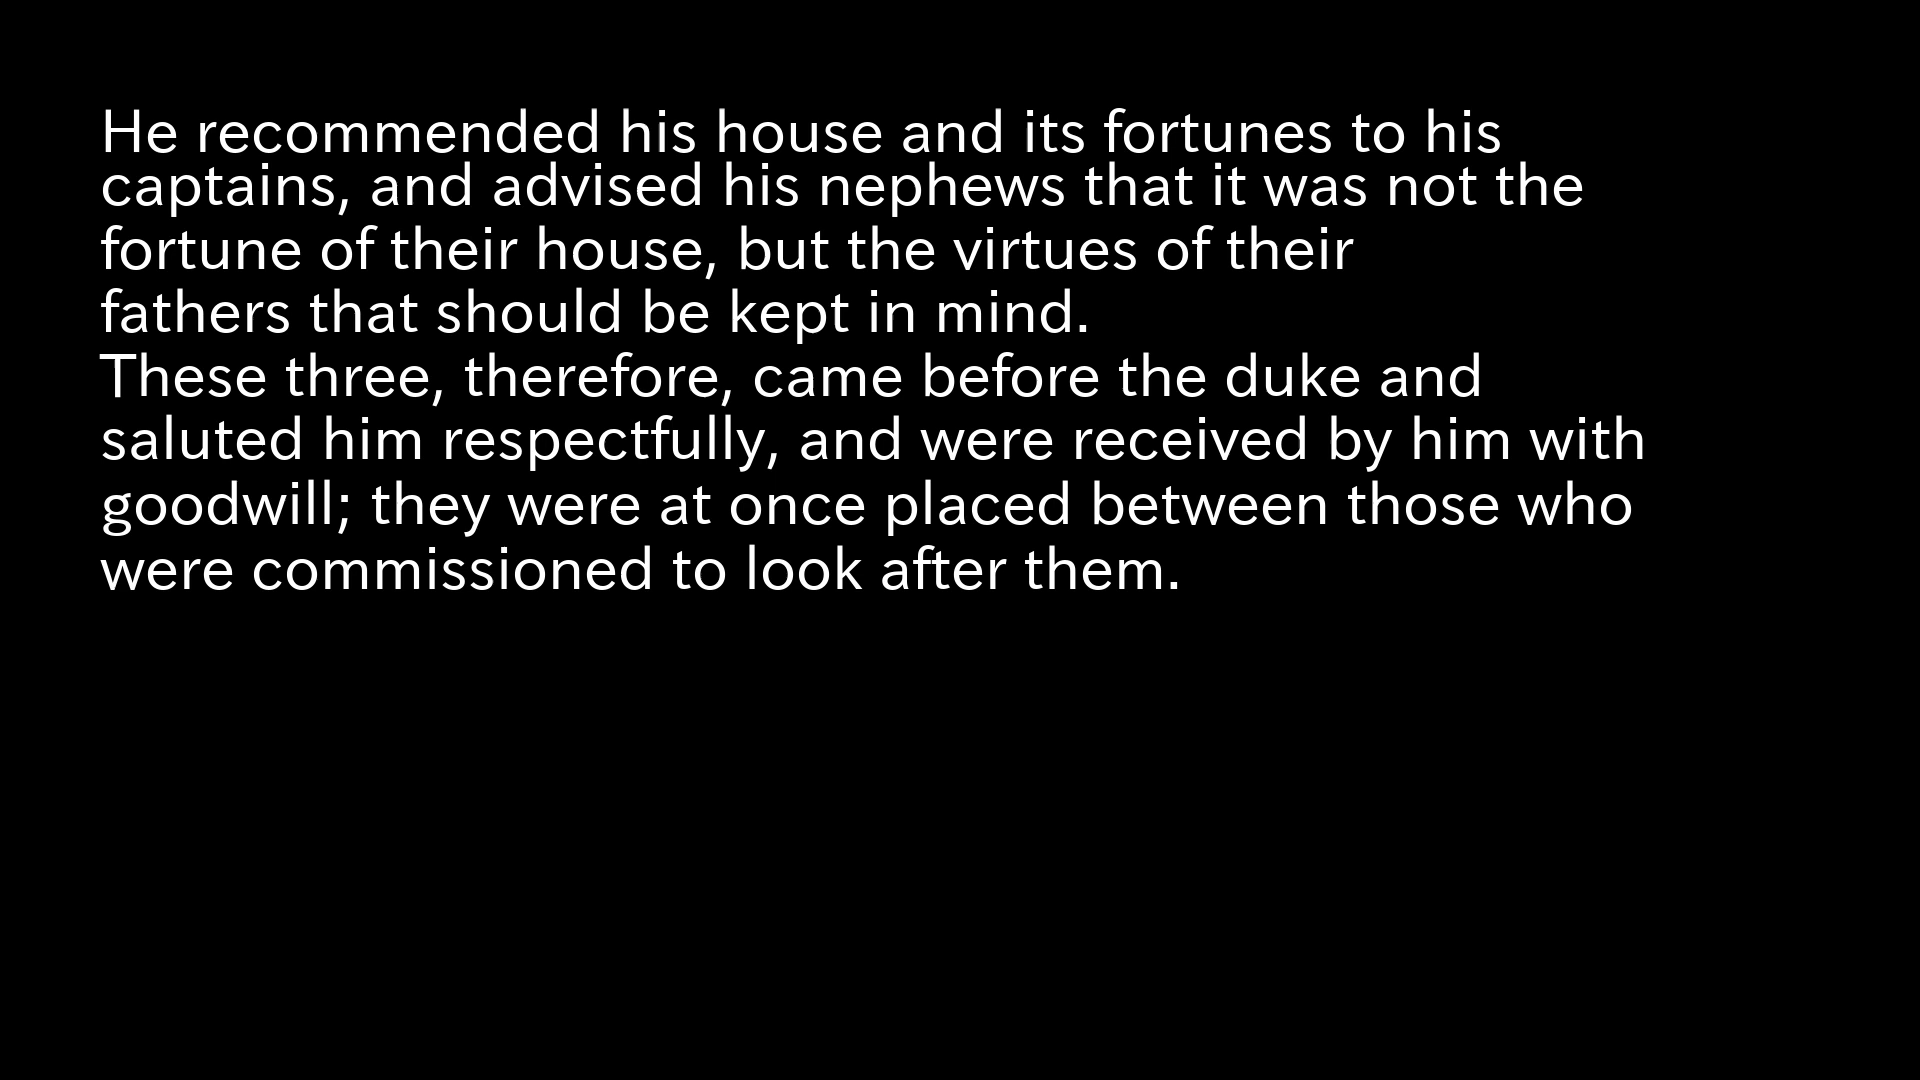 He recommended his house and its fortunes to his
captains, and advised his nephews that it was not the
fortune of their house, but the virtues of their
fathers that should be kept in mind.
These three, therefore, came before the duke and
saluted him respectfully, and were received by him with
goodwill; they were at once placed between those who
were commissioned to look after them.